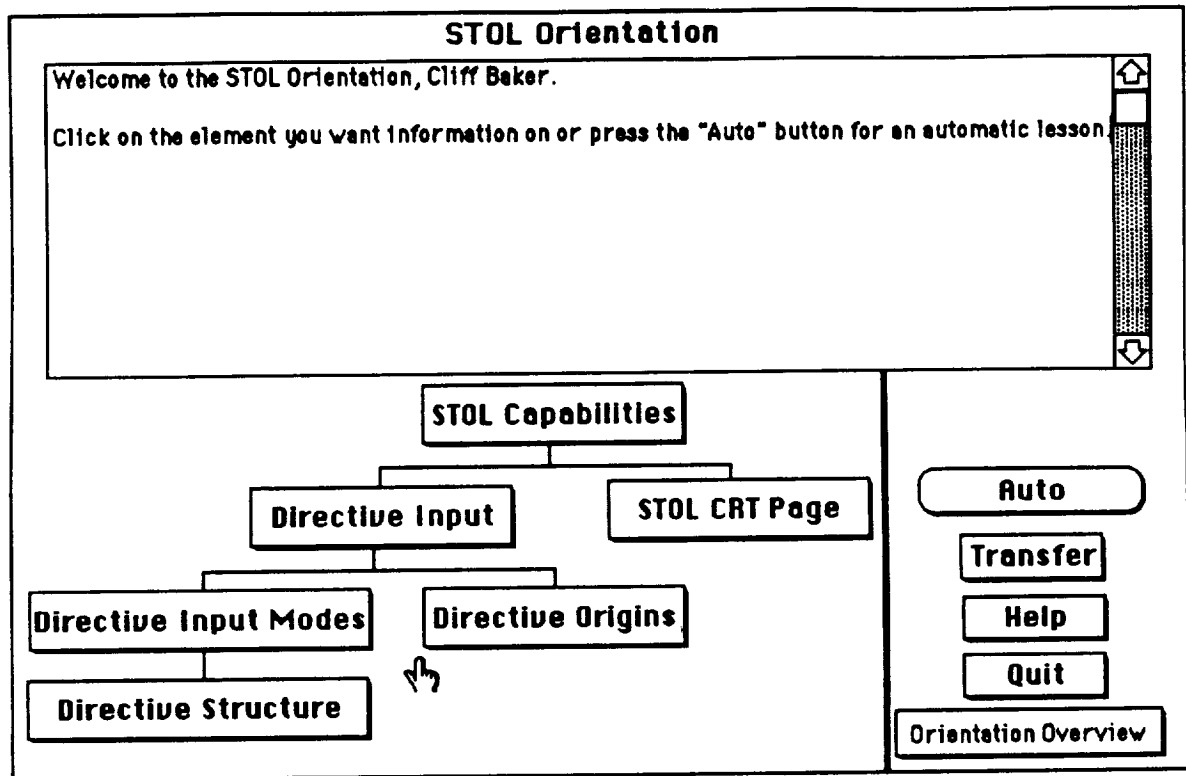 STOL Orientation
Welcome to the STOL Orientation, Cliff Baker.
Click on the element you want information on or press the "Auto" button for an automatic lesson.
STOL Capabilities
Directive Input
STOL CRT Page
Directive Input Modes
Directive Origins
Directive Structure
Auto
Transfer
Help
Quit
Orientation Overview